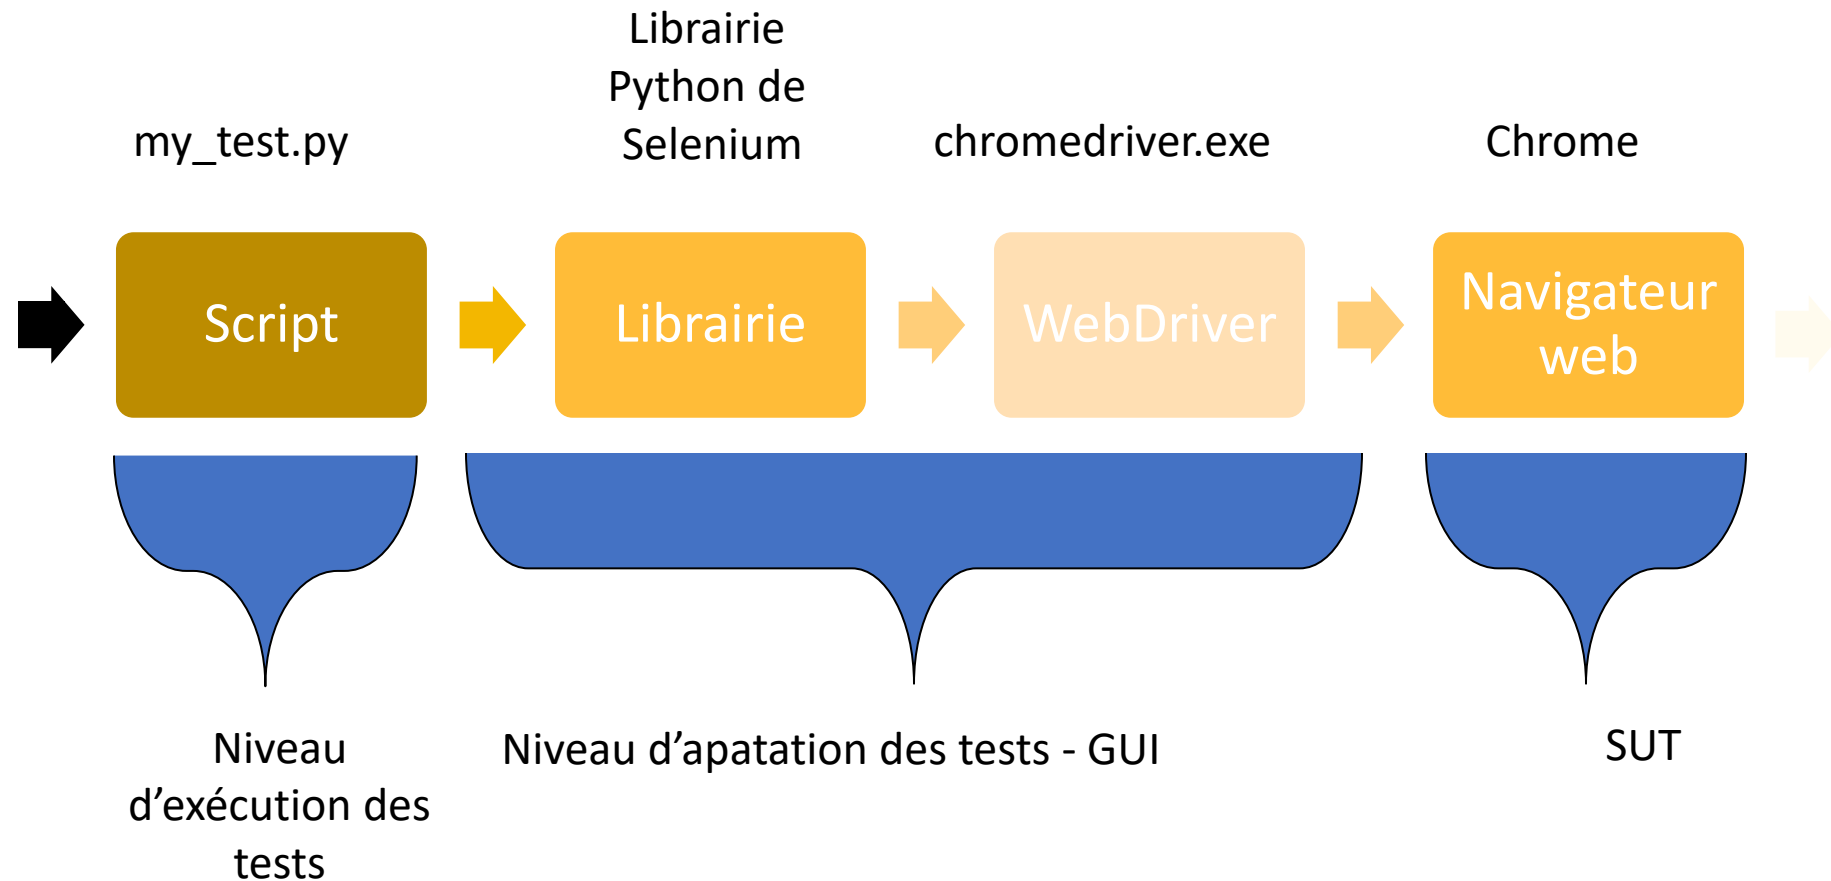 Librairie
Python de
Selenium
my_test.py
chromedriver.exe
Chrome
Script
Librairie
WebDriver
Navigateur
web
Niveau
d’exécution des
tests
Niveau d’apatation des tests - GUI
SUT